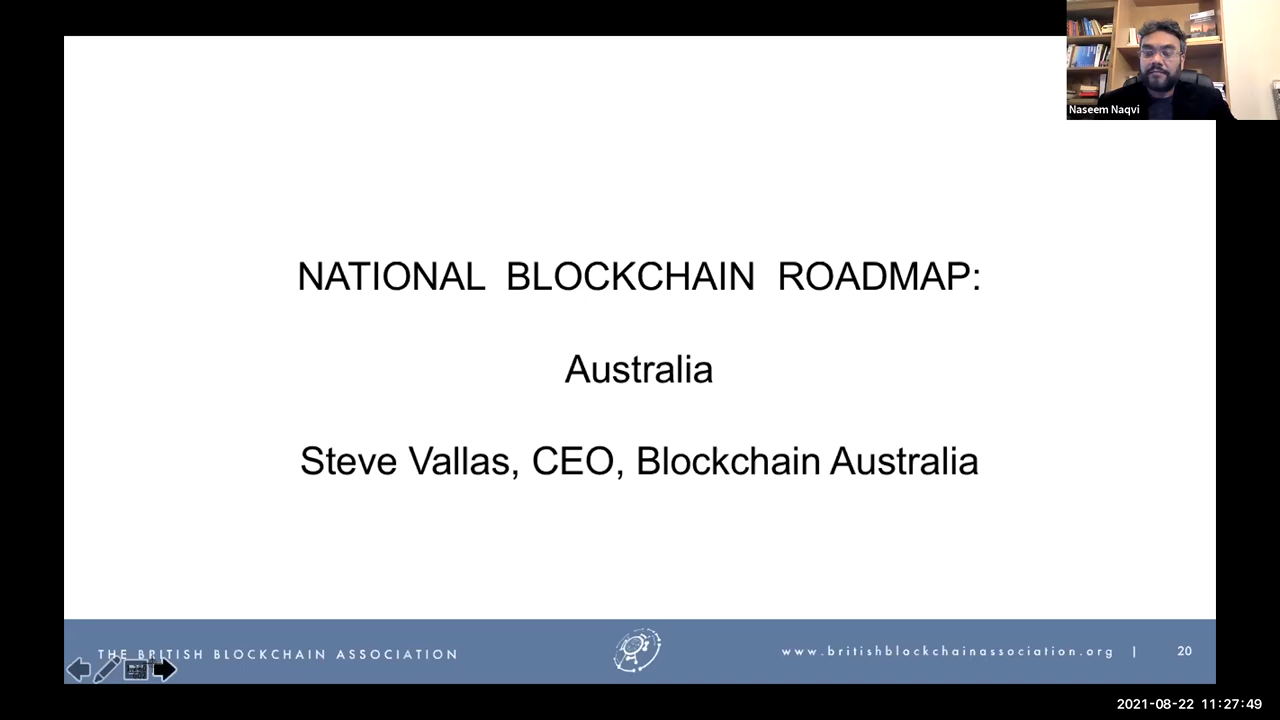 Naseem Naqvi
NATIONAL BLOCKCHAIN ROADMAP:
Australia
Steve Vallas, CEO, Blockchain Australia
THE BRITISH BLOCKCHAIN ASSOCIATION
www.britishblockchainassociation.org | 20
2021-08-22 11:27:49